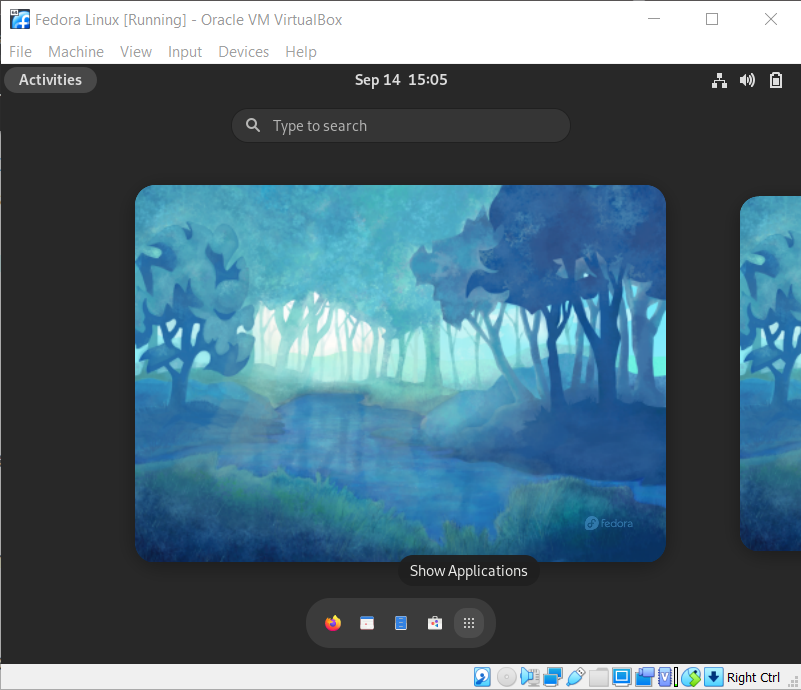 Fedora Linux [Running] - Oracle VM VirtualBox
File Machine View Input Devices Help
Activities Sep 14 15:05
Type to search
fedora
Show Applications
Right Ctrl